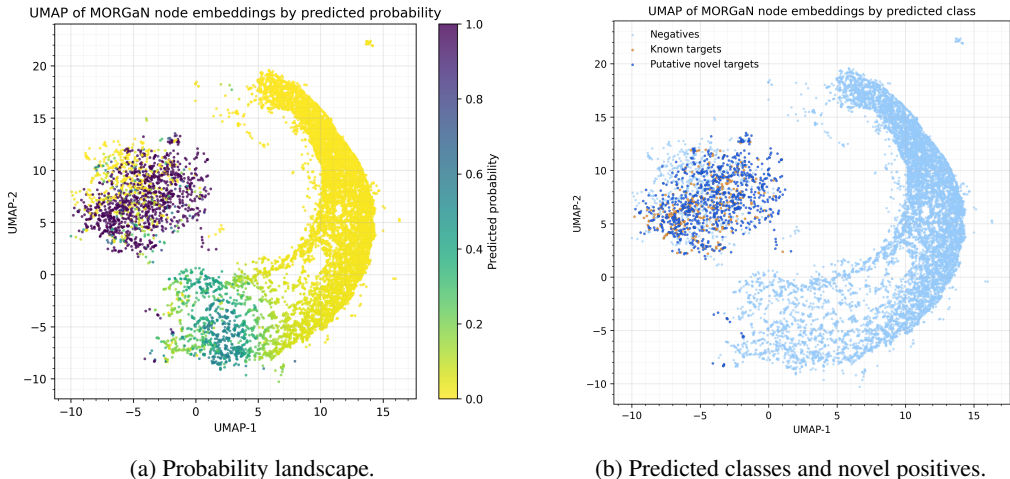 UMAP of MORGaN node embeddings by predicted probability
20
15
10
5
0
−5
−10
−10
−5
0
5
10
15
UMAP-1
UMAP-2
1.0
0.8
0.6
0.4
0.2
0.0
Predicted probability
(a) Probability landscape.
UMAP of MORGaN node embeddings by predicted class
Negatives
Known targets
Putative novel targets
20
15
10
5
0
−5
−10
−10
−5
0
5
10
15
UMAP-1
UMAP-2
(b) Predicted classes and novel positives.